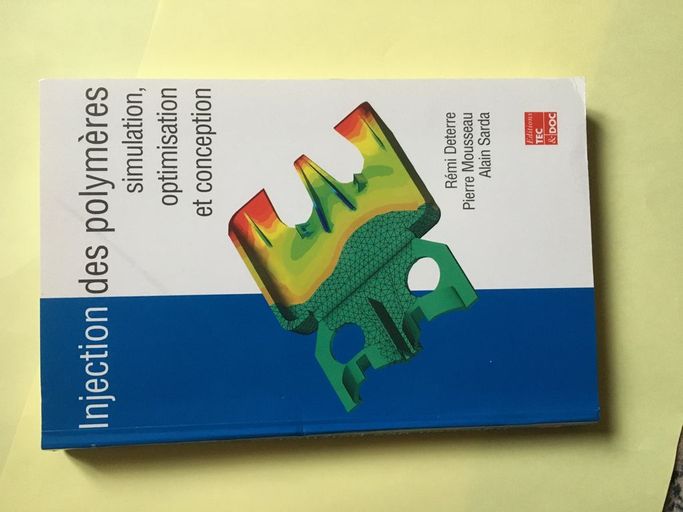 Injection des polymères
simulation,
optimisation
et conception
Rémi Deterre
Pierre Mousseau
Alain Sarda
Editions
TEC
& DOC